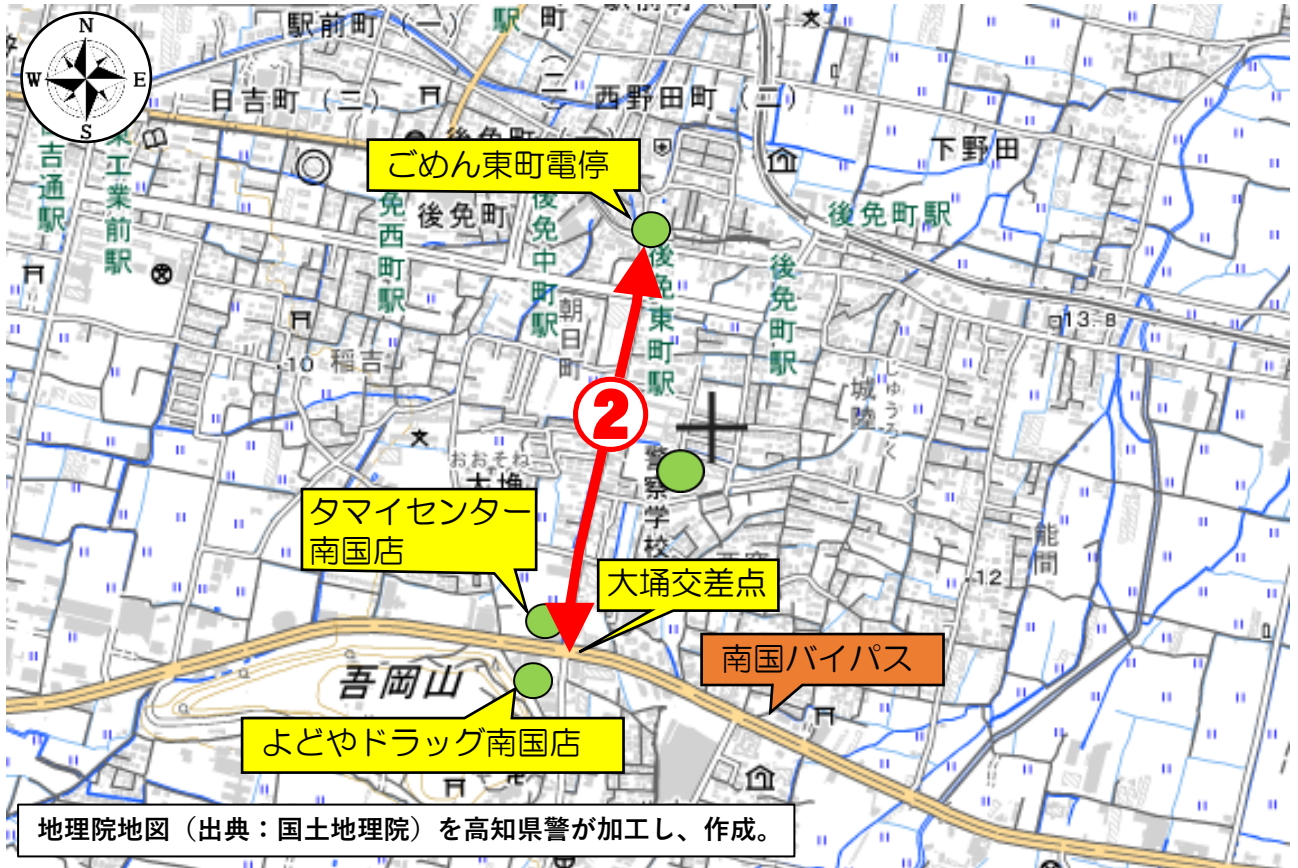 N
W
E
S
駅前町（一）
駅
町
日吉町（三）
西野田町（二）
下野田
ごめん東町電停
吉通駅
工業前駅
後免西町駅
後免町
後免中町駅
後免東町駅
後免町駅
後免町駅
朝日町
13.8
10
稲吉
城陸
じゅうろく
②
おおそね
大埇
警察学校
タマイセンター
南国店
大埇交差点
能間
12
南国バイパス
吾岡山
よどやドラッグ南国店
地理院地図（出典：国土地理院）を高知県警が加工し、作成。